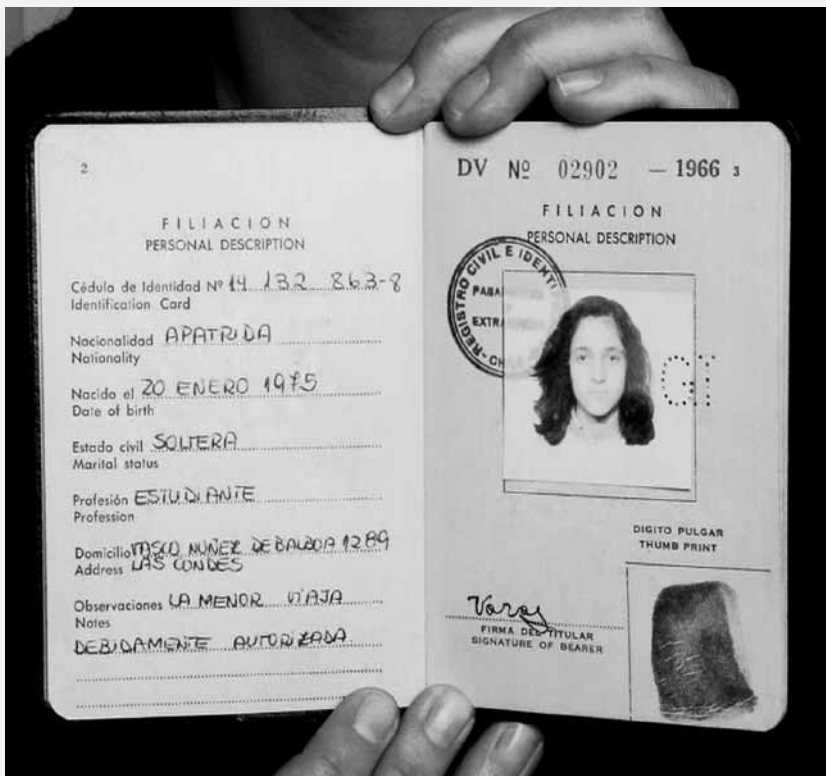 2
FILIACION
PERSONAL DESCRIPTION
Cédula de Identidad Nº 14 132 863-8
Identification Card
Nacionalidad APATRIDA
Nationality
Nacido el 20 ENERO 1975
Date of birth
Estado civil SOLTERA
Marital status
Profesión ESTUDIANTE
Profession
Domicilio VASCO NUÑEZ DE BALBOA 1289
Address LAS CONDES
Observaciones LA MENOR VIAJA
Notes
DEBIDAMENTE AUTORIZADA
DV Nº 02902 — 1966 3
FILIACION
PERSONAL DESCRIPTION
REGISTRO CIVIL E IDENTI
GT
DIGITO PULGAR
THUMB PRINT
FIRMA DEL TITULAR
SIGNATURE OF BEARER